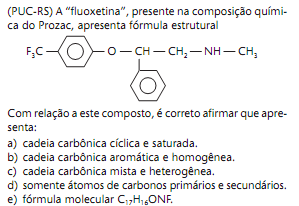 (PUC-RS) A “fluoxetina”, presente na composição quími-
ca do Prozac, apresenta fórmula estrutural
F₃C — O — CH — CH₂ — NH — CH₃
Com relação a este composto, é correto afirmar que apre-
senta:
a) cadeia carbônica cíclica e saturada.
b) cadeia carbônica aromática e homogênea.
c) cadeia carbônica mista e heterogênea.
d) somente átomos de carbonos primários e secundários.
e) fórmula molecular C₁₇H₁₆ONF.